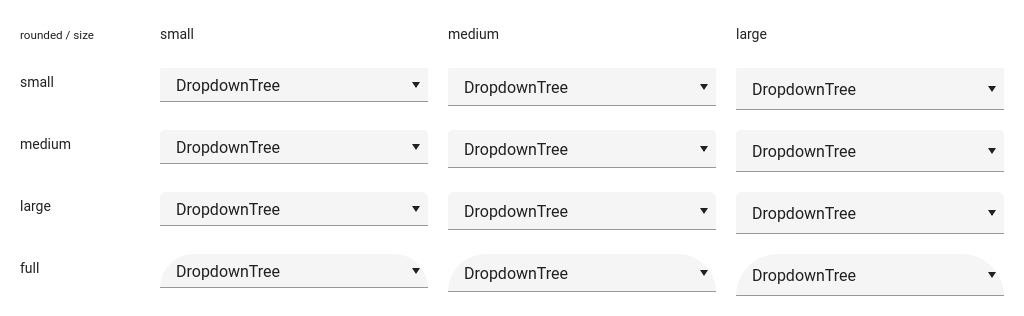 rounded / size small medium large
small DropdownTree DropdownTree DropdownTree
medium DropdownTree DropdownTree DropdownTree
large DropdownTree DropdownTree DropdownTree
full DropdownTree DropdownTree DropdownTree